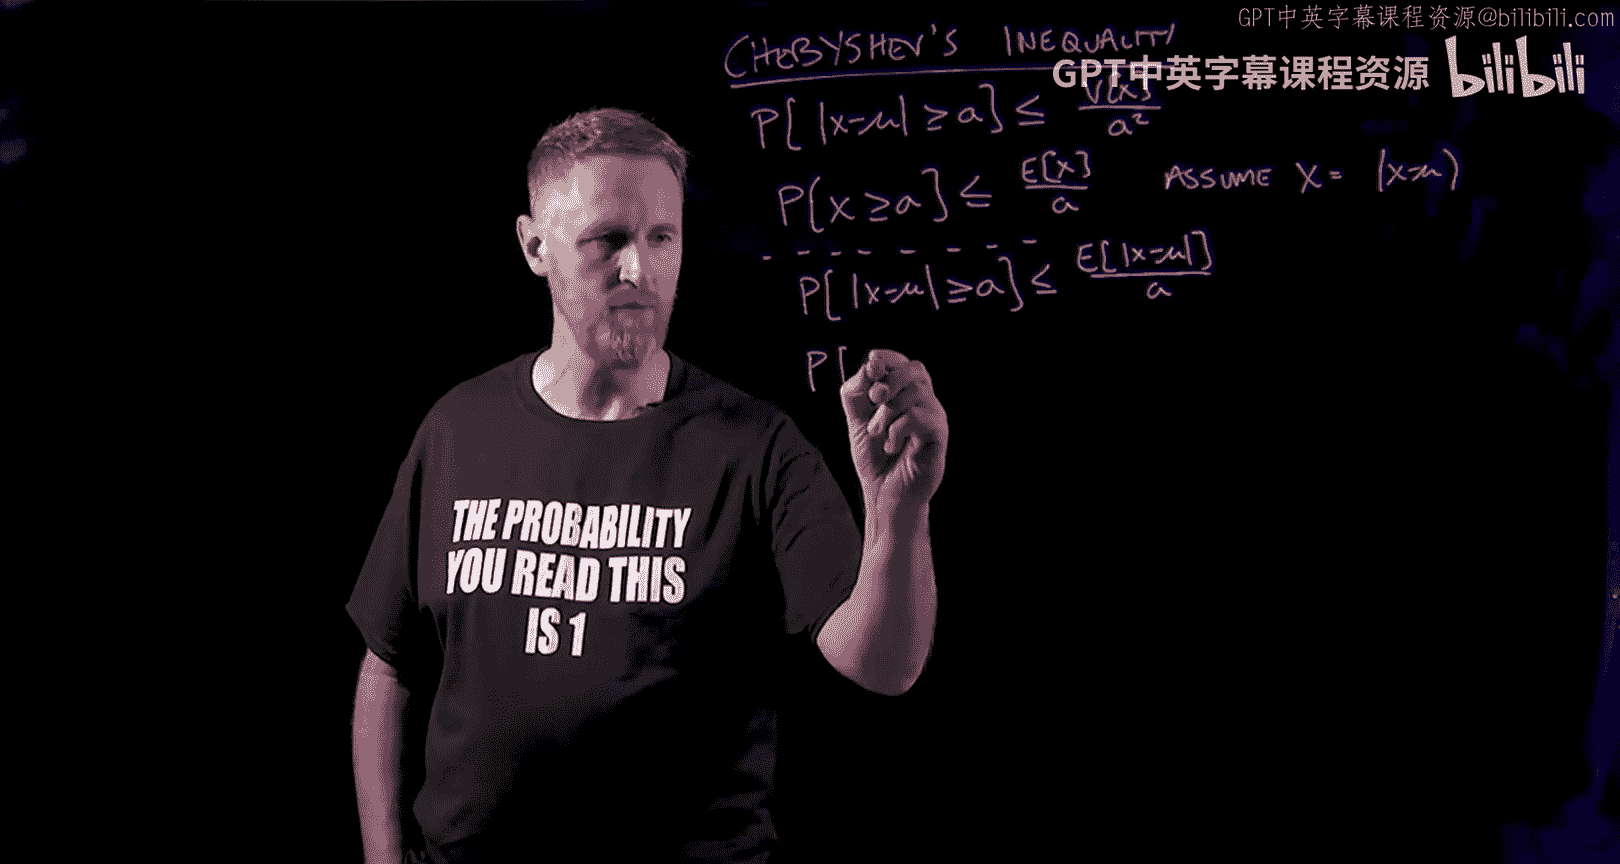 GPT中英字幕课程资源@bilibili.com
CHEBYSHEV'S INEQUALITY
GPT中英字幕课程资源 bilibili
P[ |x-μ| ≥ a ] ≤ V[x] / a²
P[ x ≥ a ] ≤ E[x] / a ASSUME X = |x-μ|
P[ |x-μ| ≥ a ] ≤ E[ |x-μ| ] / a
P[
THE PROBABILITY
YOU READ THIS
IS 1